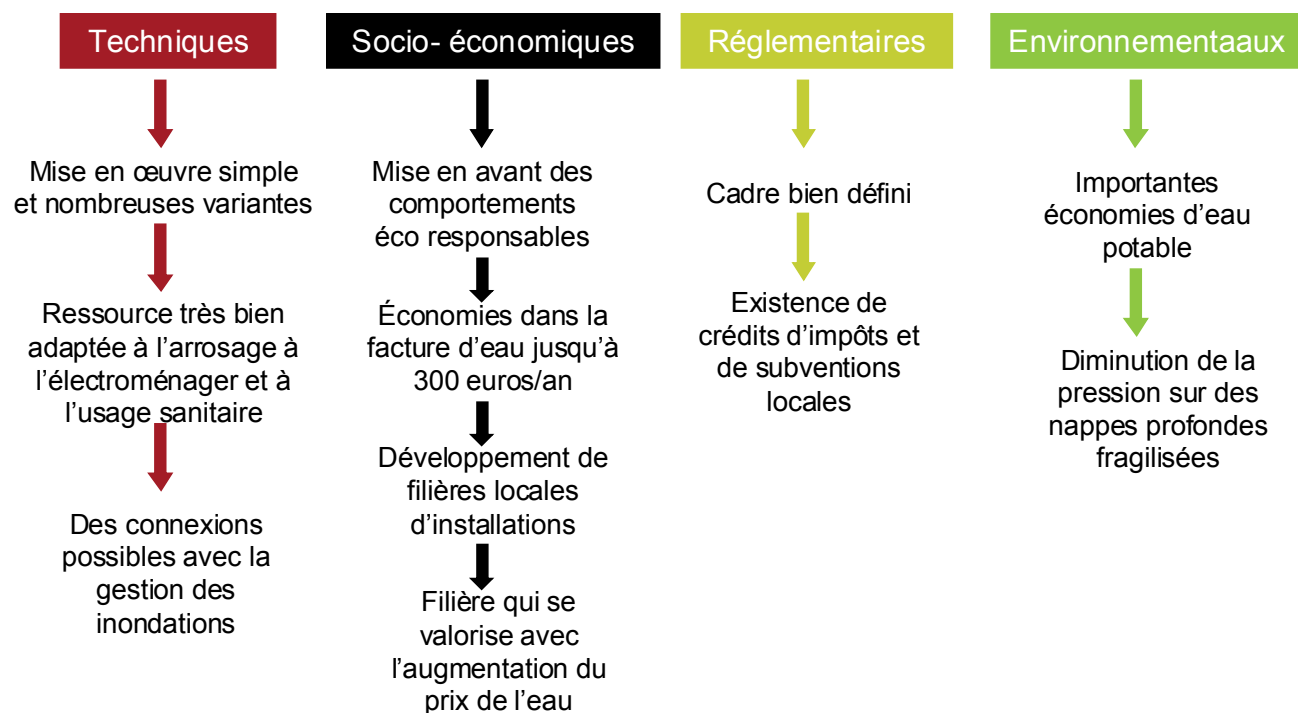 Techniques
Mise en œuvre simple
et nombreuses variantes
Ressource très bien
adaptée à l’arrosage à
l’électroménager et à
l’usage sanitaire
Des connexions
possibles avec la
gestion des
inondations
Socio- économiques
Mise en avant des
comportements
éco responsables
Économies dans la
facture d’eau jusqu’à
300 euros/an
Développement de
filières locales
d’installations
Filière qui se
valorise avec
l’augmentation du
prix de l’eau
Réglementaires
Cadre bien défini
Existence de
crédits d’impôts et
de subventions
locales
Environnementaaux
Importantes
économies d’eau
potable
Diminution de la
pression sur des
nappes profondes
fragilisées